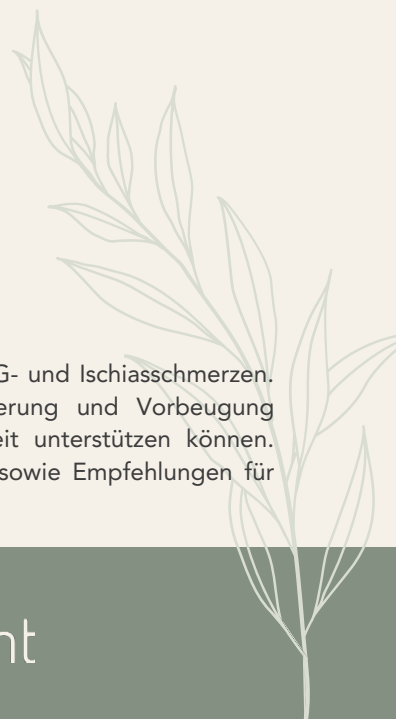 G- und Ischiasschmerzen.
erung und Vorbeugung
eit unterstützen können.
sowie Empfehlungen für
nt